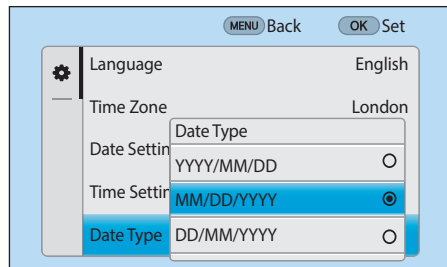 MENU Back OK Set
Language English
Time Zone London
Date Type
Date Settin
YYYY/MM/DD
Time Settin
MM/DD/YYYY
Date Type DD/MM/YYYY